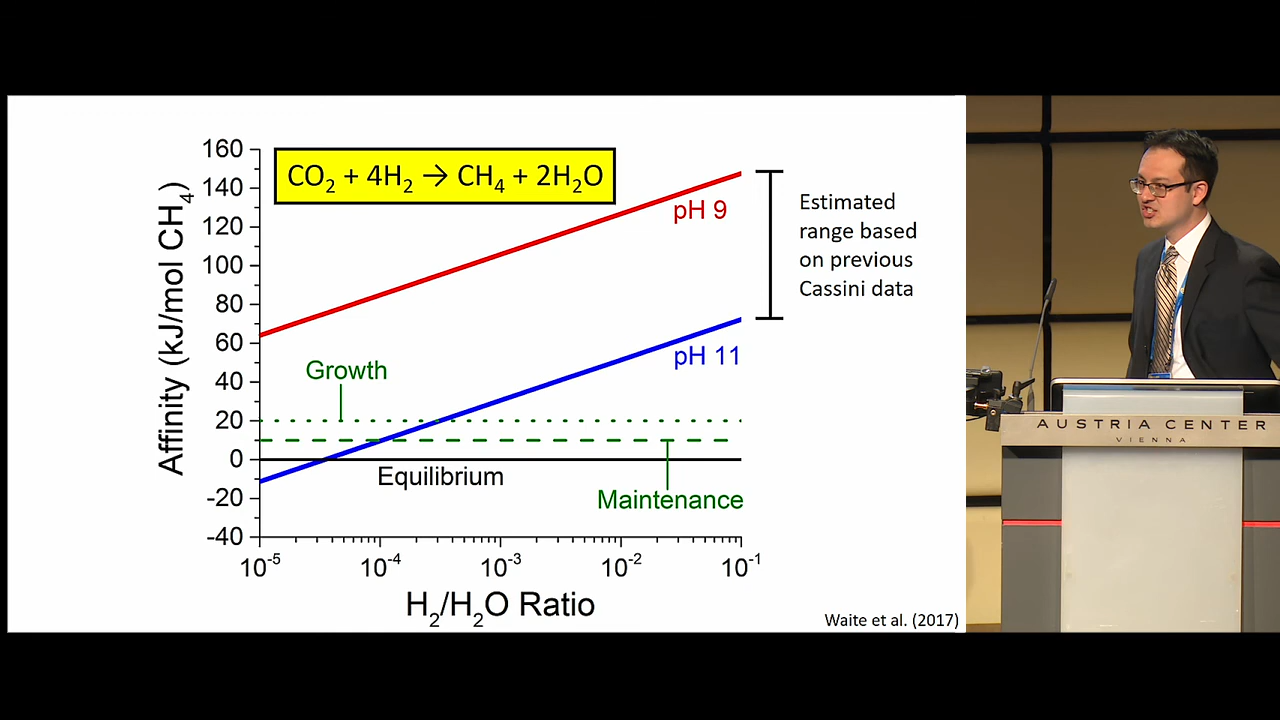 CO₂ + 4H₂ → CH₄ + 2H₂O
Affinity (kJ/mol CH₄)
160
140
120
100
80
60
40
20
0
-20
-40
pH 9
pH 11
Growth
Equilibrium
Maintenance
10⁻⁵
10⁻⁴
10⁻³
10⁻²
10⁻¹
H₂/H₂O Ratio
Estimated
range based
on previous
Cassini data
Waite et al. (2017)
AUSTRIA CENTER
VIENNA